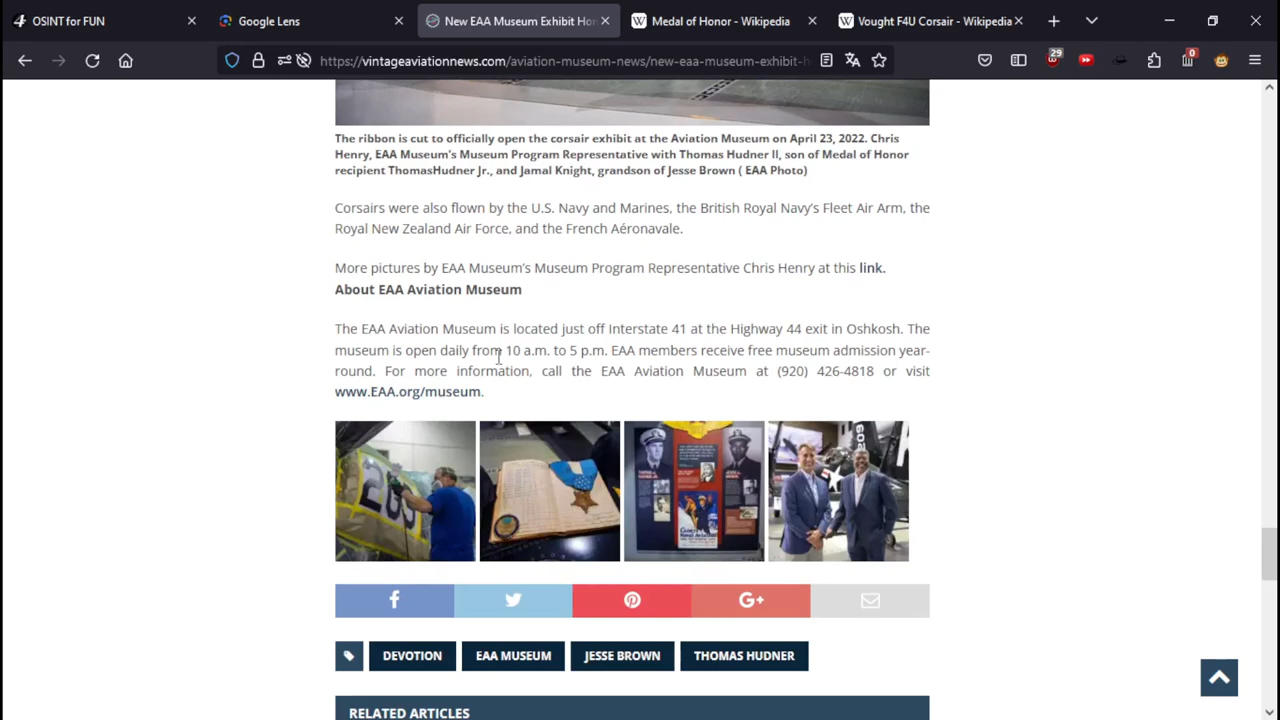 OSINT for FUN
Google Lens
New EAA Museum Exhibit Hon
Medal of Honor - Wikipedia
Vought F4U Corsair - Wikipedia
https://vintageaviationnews.com/aviation-museum-news/new-eaa-museum-exhibit-h
29
0
The ribbon is cut to officially open the corsair exhibit at the Aviation Museum on April 23, 2022. Chris
Henry, EAA Museum's Museum Program Representative with Thomas Hudner II, son of Medal of Honor
recipient ThomasHudner Jr., and Jamal Knight, grandson of Jesse Brown ( EAA Photo)
Corsairs were also flown by the U.S. Navy and Marines, the British Royal Navy's Fleet Air Arm, the
Royal New Zealand Air Force, and the French Aéronavale.
More pictures by EAA Museum's Museum Program Representative Chris Henry at this link.
About EAA Aviation Museum
The EAA Aviation Museum is located just off Interstate 41 at the Highway 44 exit in Oshkosh. The
museum is open daily from 10 a.m. to 5 p.m. EAA members receive free museum admission year-
round. For more information, call the EAA Aviation Museum at (920) 426-4818 or visit
www.EAA.org/museum.
209
DEVOTION
EAA MUSEUM
JESSE BROWN
THOMAS HUDNER
RELATED ARTICLES